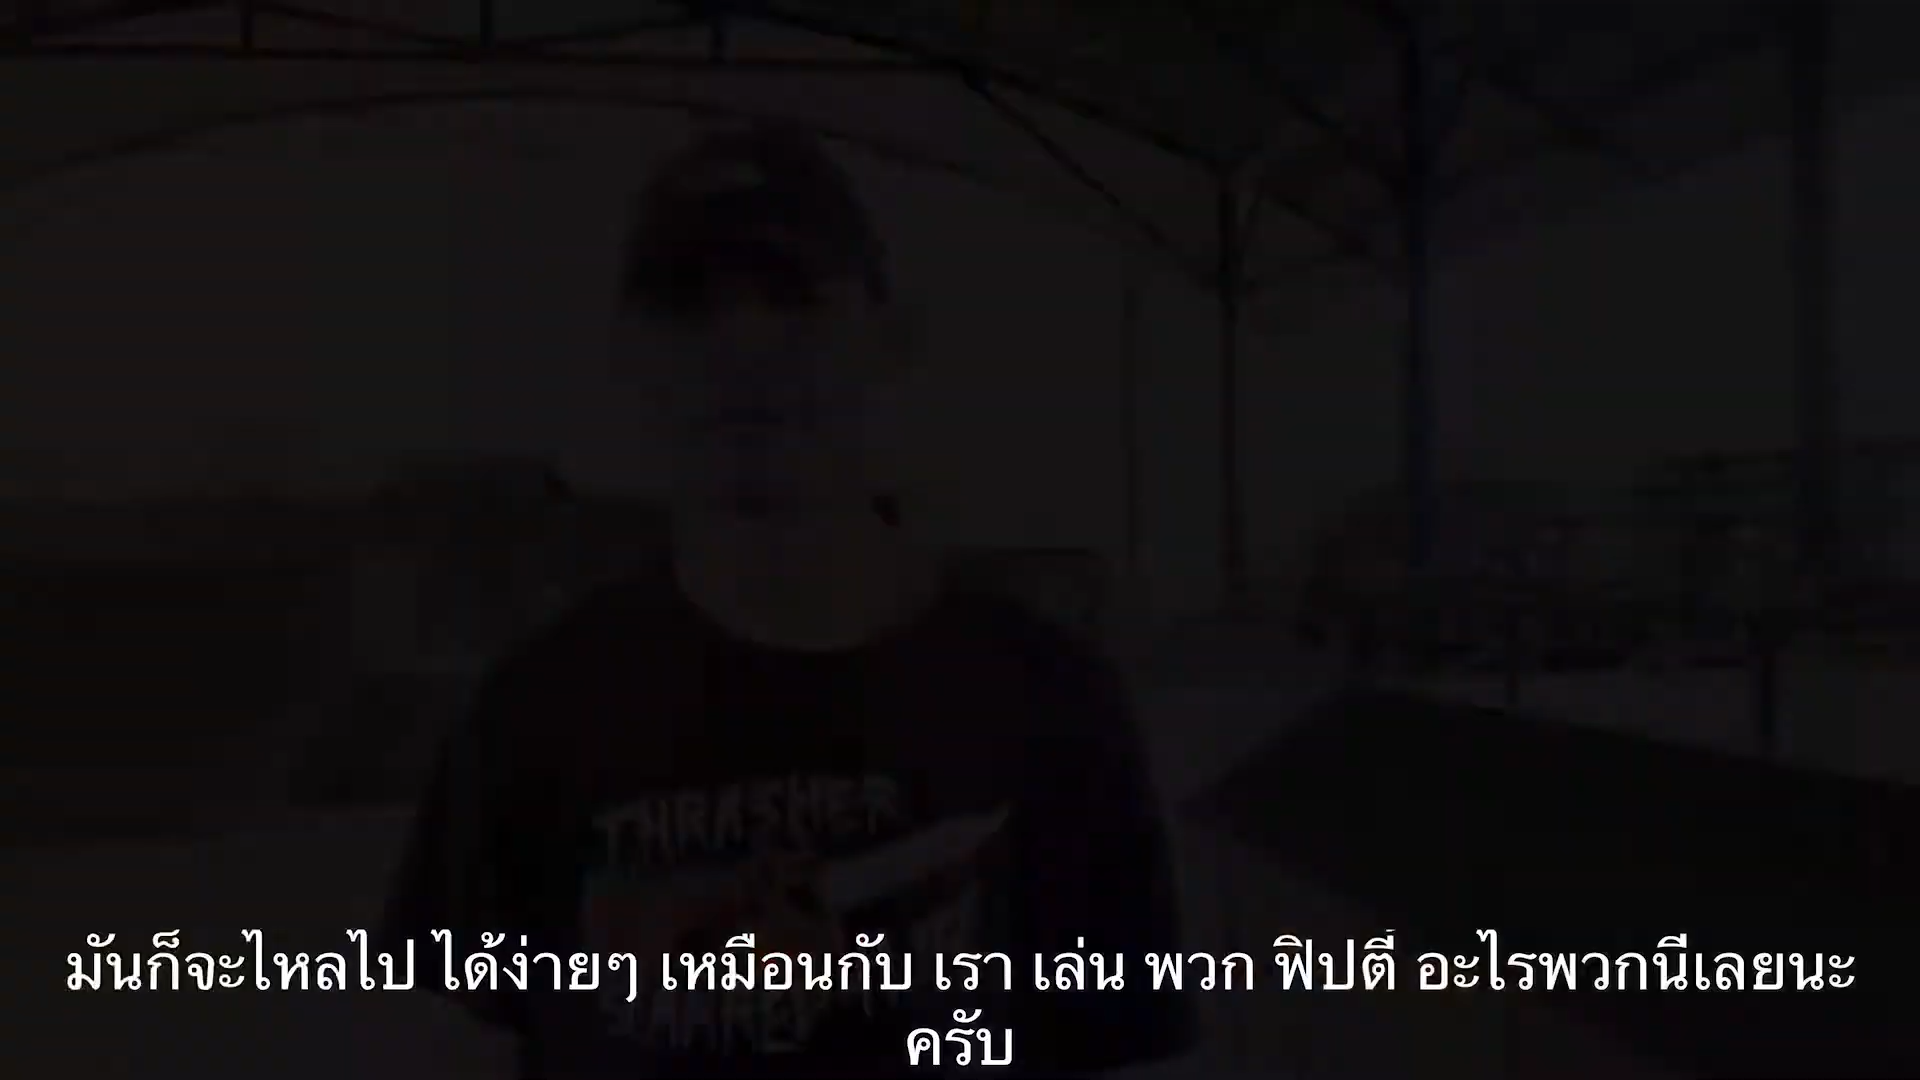 THRASHER
มันก็จะไหลไป ได้ง่ายๆ เหมือนกับ เรา เล่น พวก ฟิปตี้ อะไรพวกนี้เลยนะ
ครับ